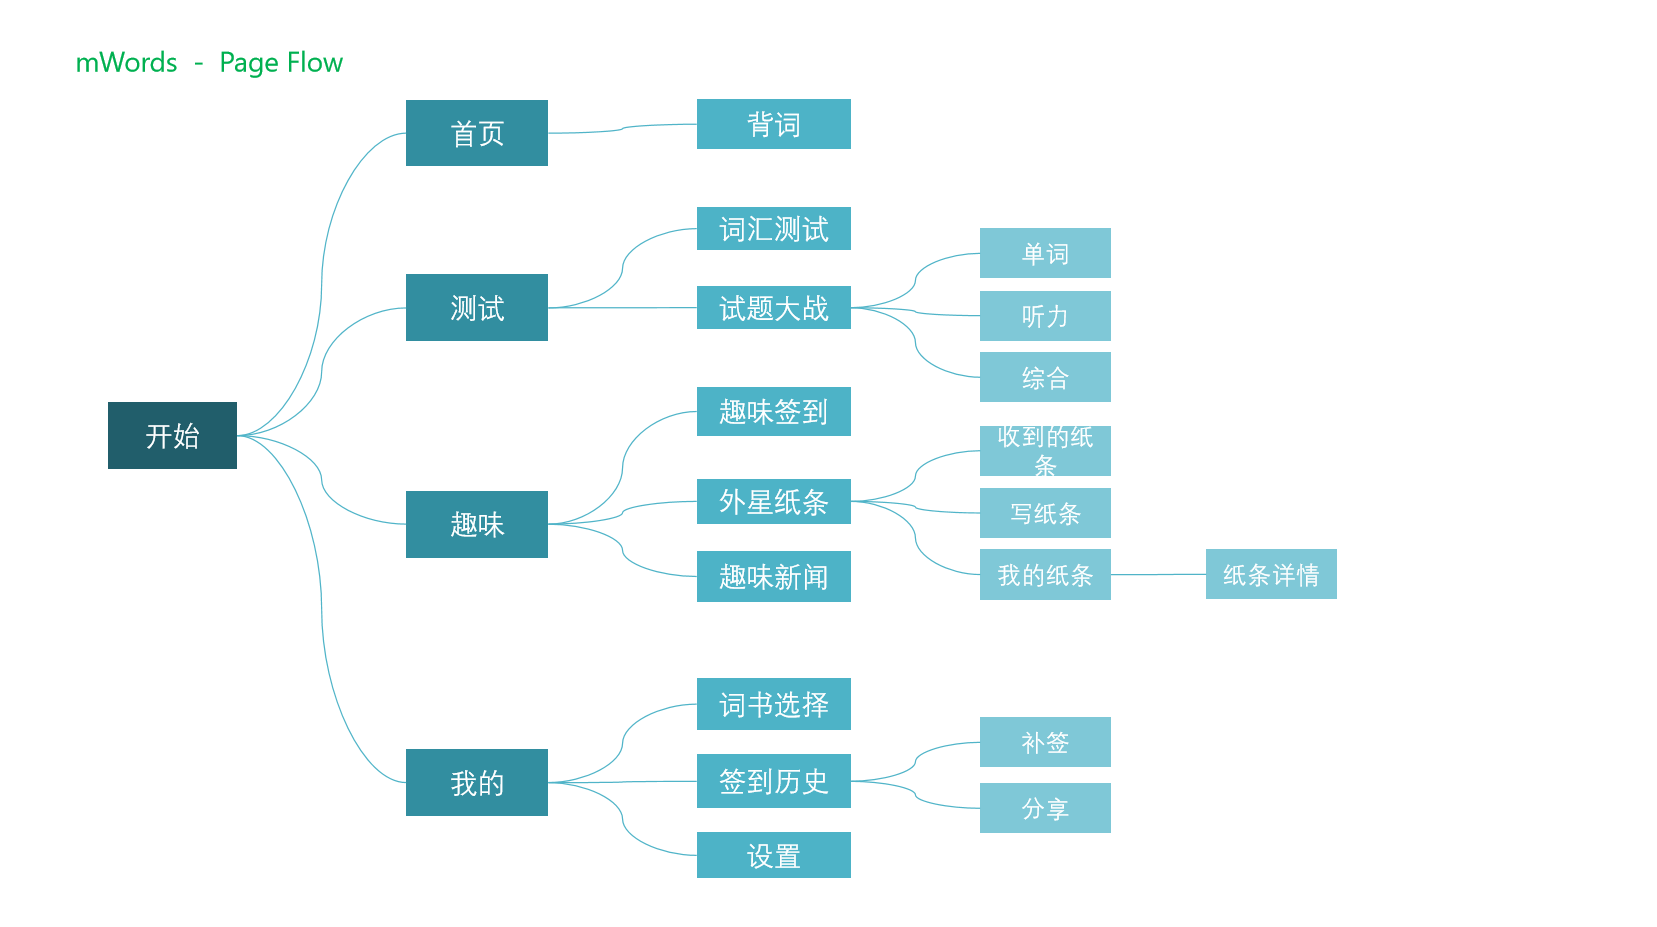 mWords - Page Flow
开始
首页
背词
测试
词汇测试
试题大战
单词
听力
综合
趣味
趣味签到
外星纸条
收到的纸
条
写纸条
我的纸条
纸条详情
趣味新闻
我的
词书选择
签到历史
补签
分享
设置